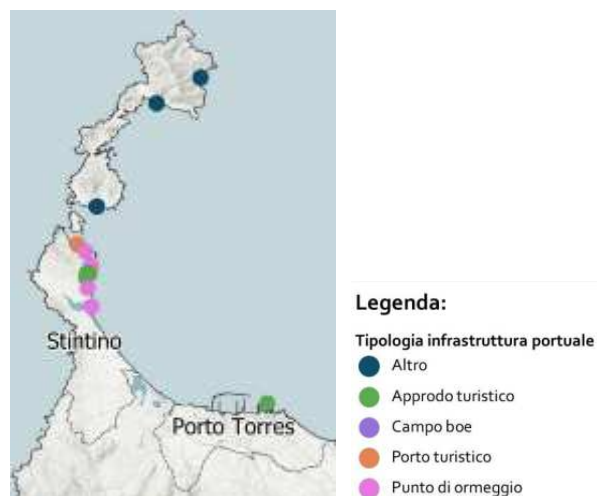 Stintino
Porto Torres
Legenda:
Tipologia infrastruttura portuale
Altro
Approdo turistico
Campo boe
Porto turistico
Punto di ormeggio